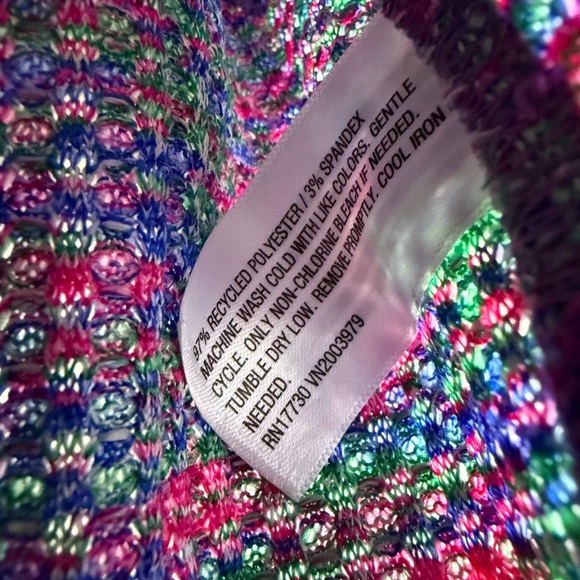 97% RECYCLED POLYESTER / 3% SPANDEX
MACHINE WASH COLD WITH LIKE COLORS. GENTLE
CYCLE. ONLY NON-CHLORINE BLEACH IF NEEDED.
TUMBLE DRY LOW. REMOVE PROMPTLY. COOL IRON
NEEDED.
RN17730 VN2003979